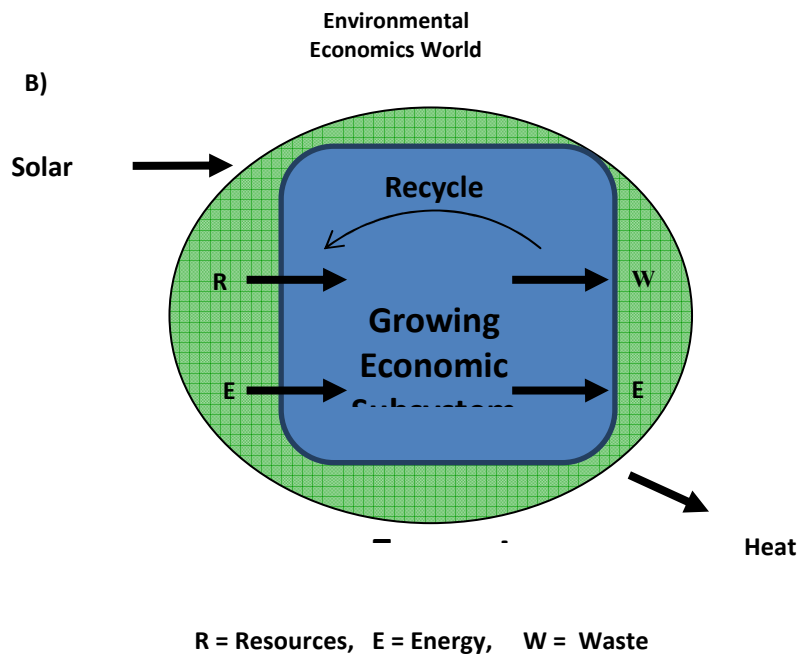 Environmental
Economics World
B)
Solar
Recycle
R
W
Growing
Economic
E
E
Heat
R = Resources, E = Energy, W = Waste